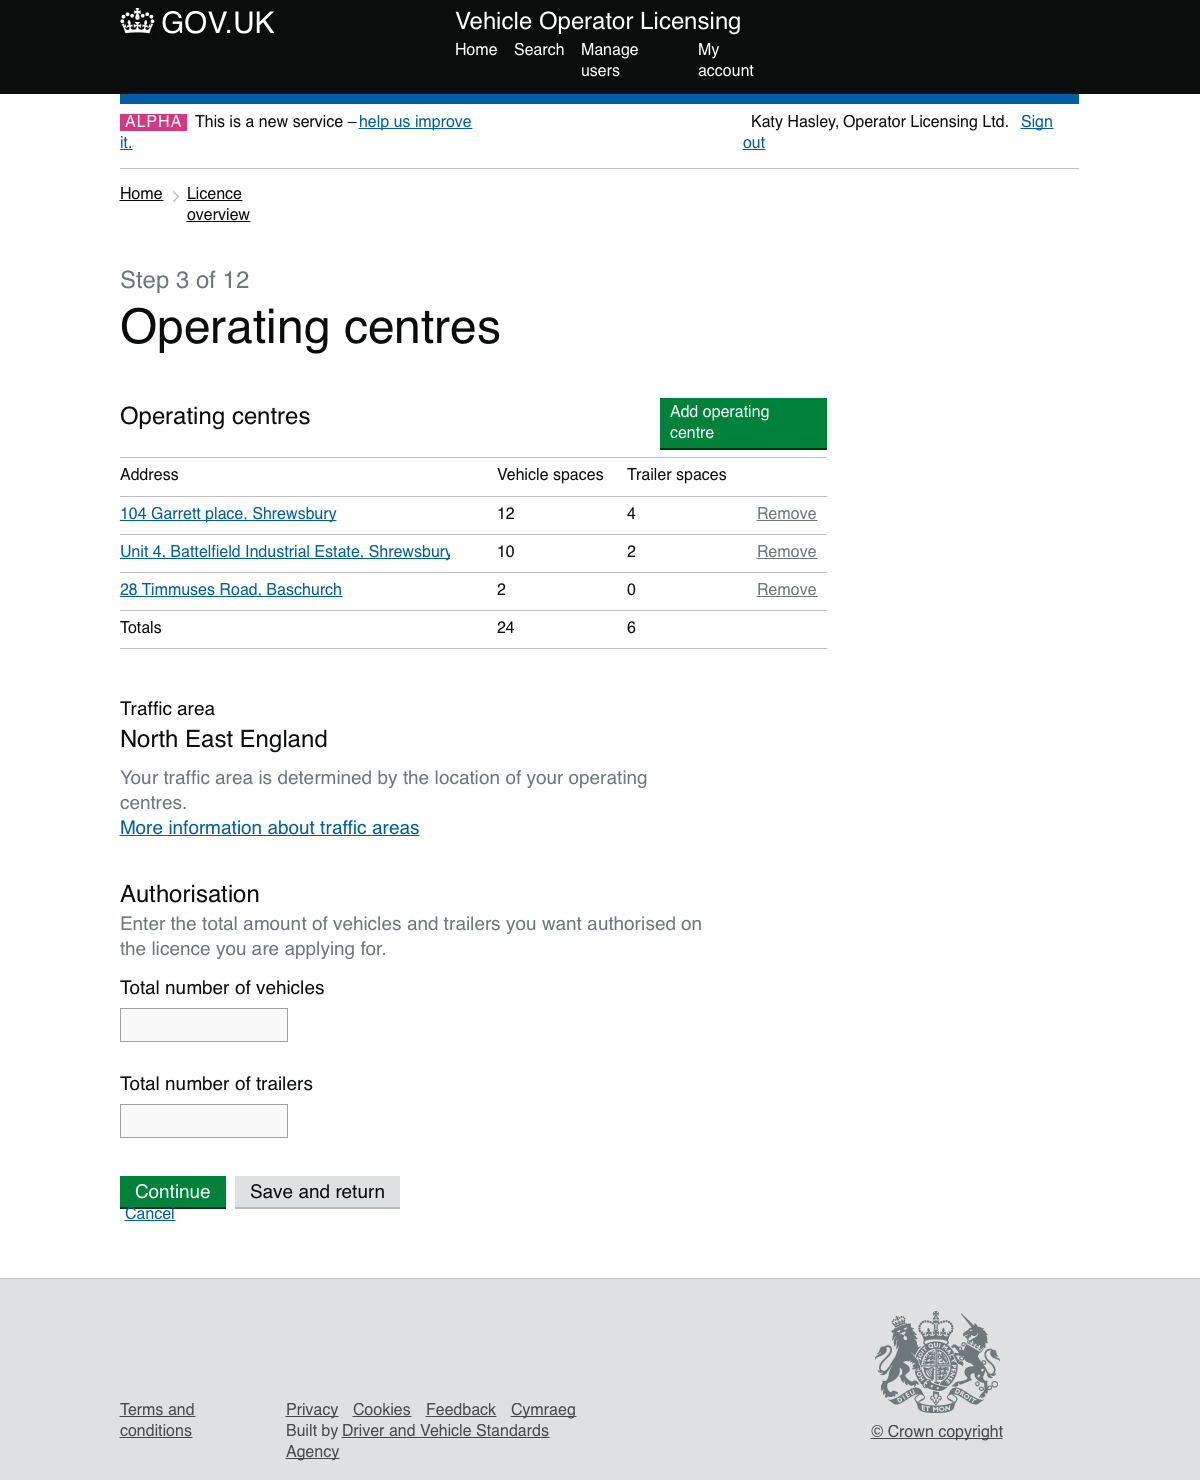 GOV.UK
Vehicle Operator Licensing
Home Search Manage users My account
ALPHA This is a new service – help us improve it.
Katy Hasley, Operator Licensing Ltd. Sign out
Home Licence overview
Step 3 of 12
Operating centres
Operating centres
Add operating centre
Address Vehicle spaces Trailer spaces
104 Garrett place, Shrewsbury 12 4 Remove
Unit 4, Battelfield Industrial Estate, Shrewsbury 10 2 Remove
28 Timmuses Road, Baschurch 2 0 Remove
Totals 24 6
Traffic area
North East England
Your traffic area is determined by the location of your operating
centres.
More information about traffic areas
Authorisation
Enter the total amount of vehicles and trailers you want authorised on
the licence you are applying for.
Total number of vehicles
Total number of trailers
Continue Save and return
Cancel
Terms and conditions
Privacy Cookies Feedback Cymraeg
Built by Driver and Vehicle Standards
Agency
DIEU ET MON DROIT
© Crown copyright